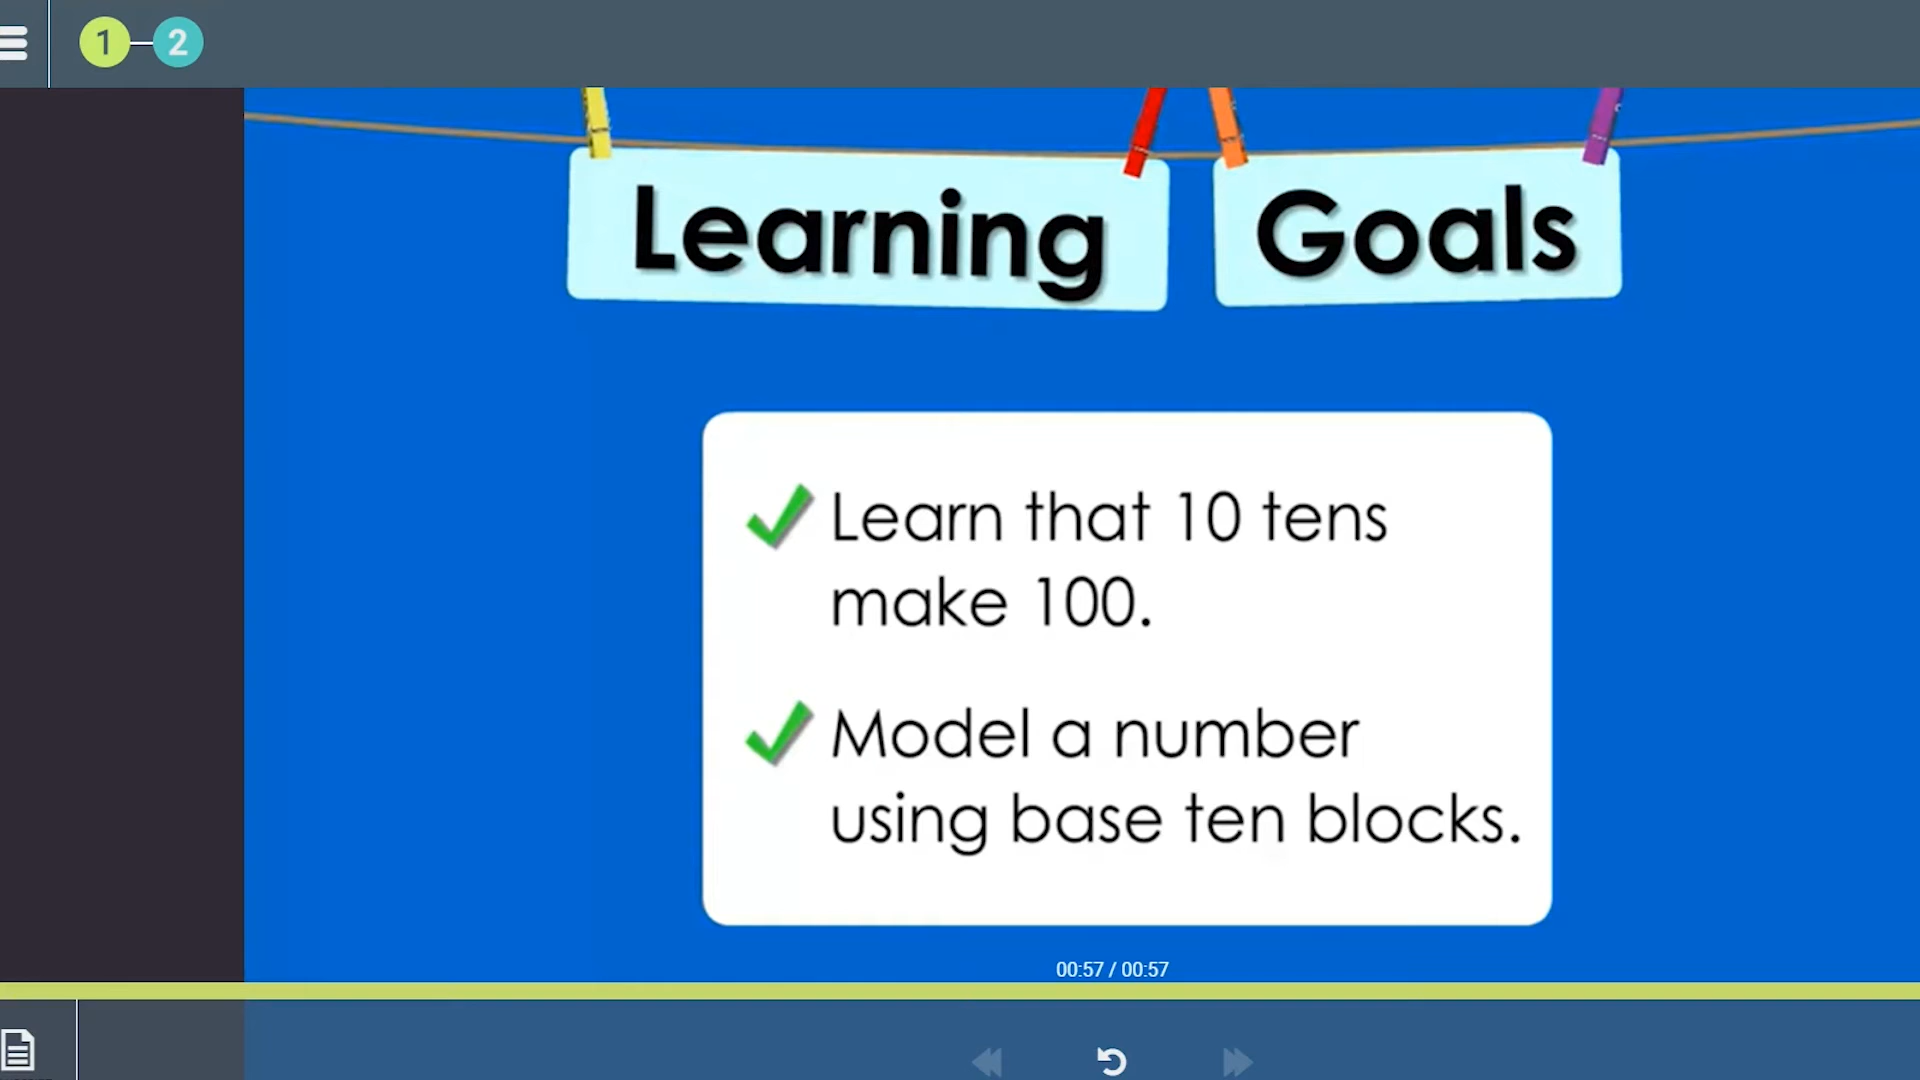 1 2
Learning Goals
Learn that 10 tens
make 100.
Model a number
using base ten blocks.
00:57 / 00:57